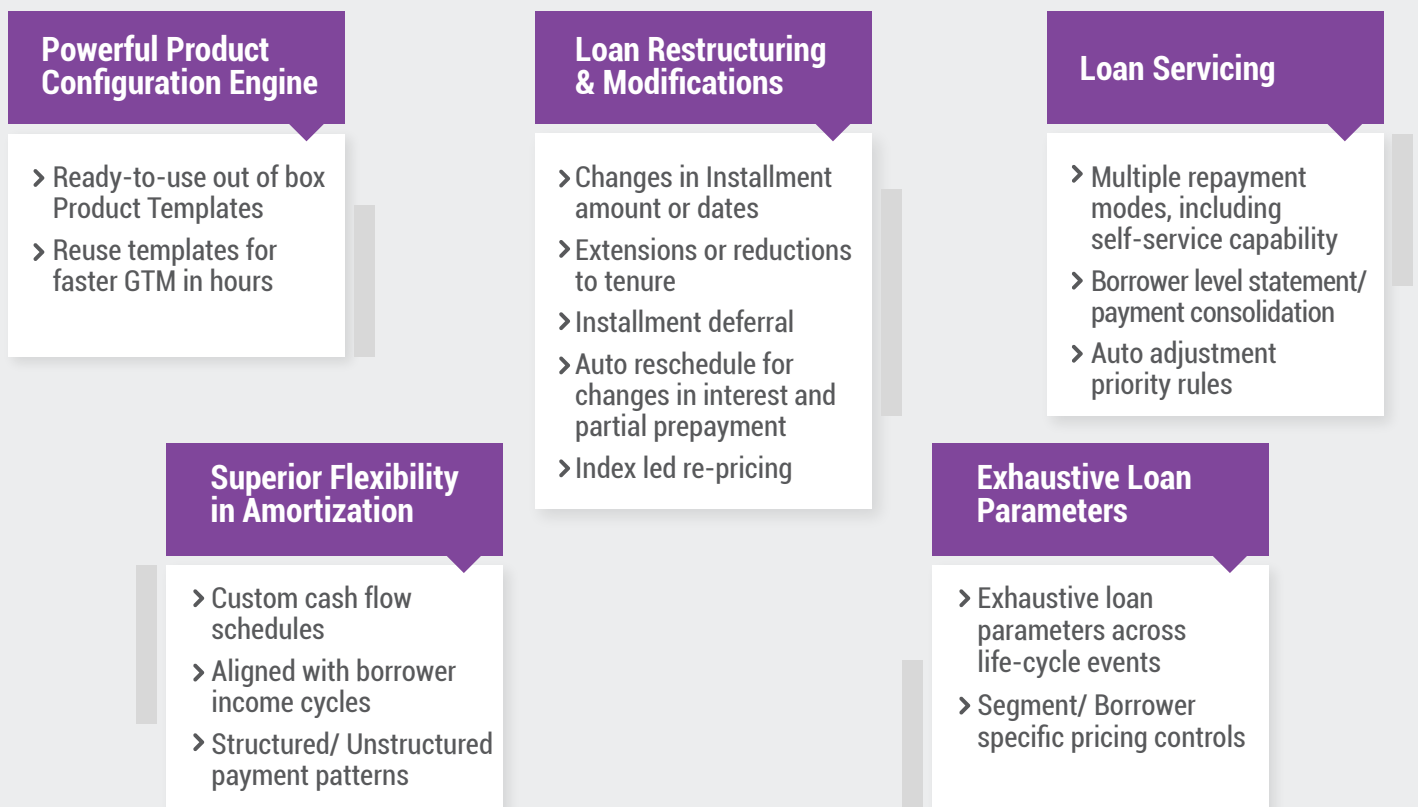 Powerful Product
Configuration Engine
> Ready-to-use out of box
Product Templates
> Reuse templates for
faster GTM in hours
Loan Restructuring
& Modifications
> Changes in Installment
amount or dates
> Extensions or reductions
to tenure
> Installment deferral
> Auto reschedule for
changes in interest and
partial prepayment
> Index led re-pricing
Loan Servicing
> Multiple repayment
modes, including
self-service capability
> Borrower level statement/
payment consolidation
> Auto adjustment
priority rules
Superior Flexibility
in Amortization
> Custom cash flow
schedules
> Aligned with borrower
income cycles
> Structured/ Unstructured
payment patterns
Exhaustive Loan
Parameters
> Exhaustive loan
parameters across
life-cycle events
> Segment/ Borrower
specific pricing controls